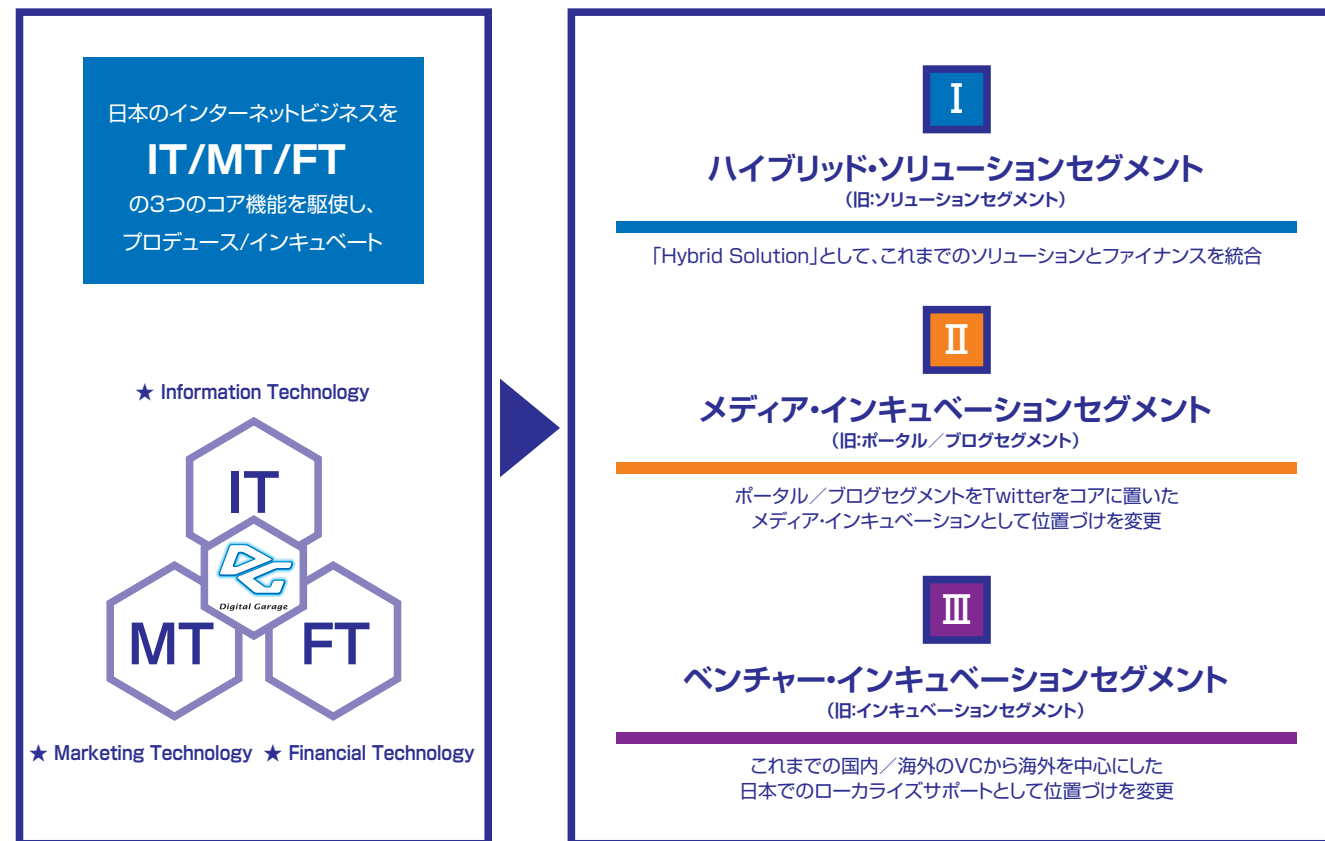 日本のインターネットビジネスを
IT/MT/FT
の3つのコア機能を駆使し、
プロデュース/インキュベート
★ Information Technology
IT
DG
Digital Garage
MT
FT
★ Marketing Technology ★ Financial Technology
Ⅰ
ハイブリッド・ソリューションセグメント
(旧:ソリューションセグメント)
「Hybrid Solution」として、これまでのソリューションとファイナンスを統合
Ⅱ
メディア・インキュベーションセグメント
(旧:ポータル／ブログセグメント)
ポータル／ブログセグメントをTwitterをコアに置いた
メディア・インキュベーションとして位置づけを変更
Ⅲ
ベンチャー・インキュベーションセグメント
(旧:インキュベーションセグメント)
これまでの国内／海外のVCから海外を中心にした
日本でのローカライズサポートとして位置づけを変更